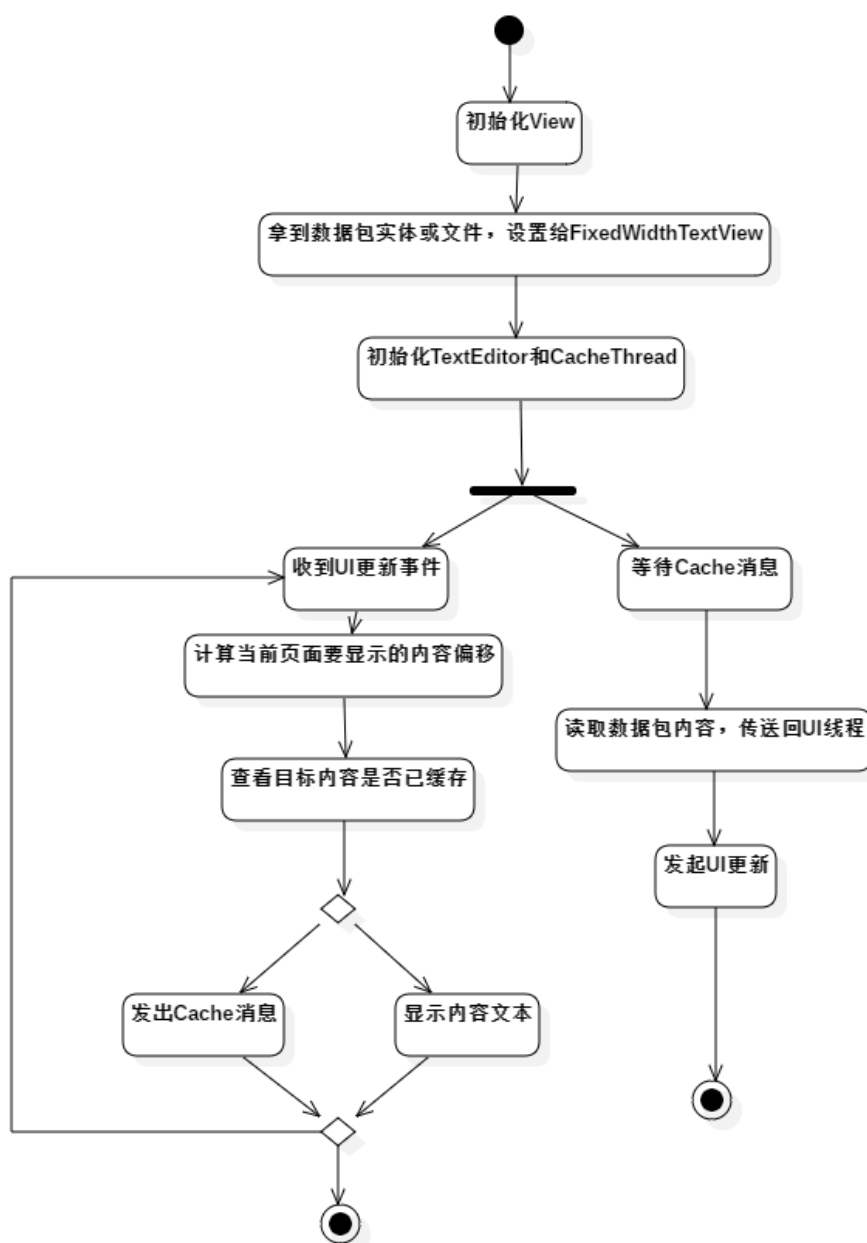 初始化View
拿到数据包实体或文件，设置给FixedWidthTextView
初始化TextEditor和CacheThread
收到UI更新事件
等待Cache消息
计算当前页面要显示的内容偏移
读取数据包内容，传送回UI线程
查看目标内容是否已缓存
发起UI更新
发出Cache消息
显示内容文本